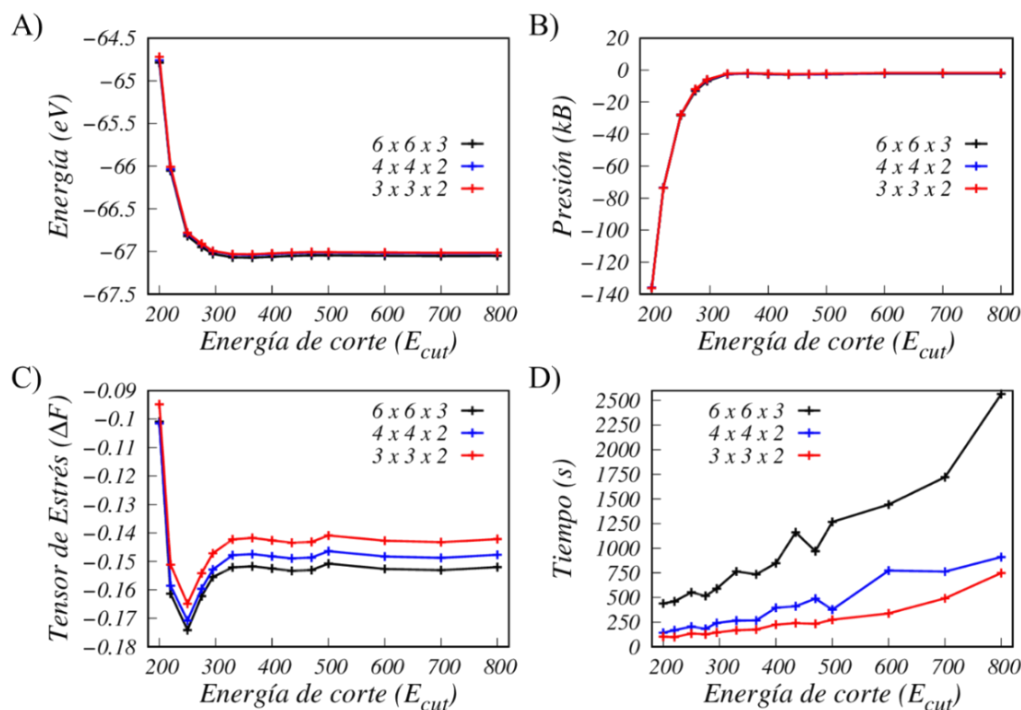 A)
Energía (eV)
−64.5
−65
−65.5
−66
−66.5
−67
−67.5
6 x 6 x 3
4 x 4 x 2
3 x 3 x 2
200 300 400 500 600 700 800
Energía de corte (Ecut)
B)
Presión (kB)
20
0
−20
−40
−60
−80
−100
−120
−140
6 x 6 x 3
4 x 4 x 2
3 x 3 x 2
200 300 400 500 600 700 800
Energía de corte (Ecut)
C)
Tensor de Estrés (ΔF)
−0.09
−0.1
−0.11
−0.12
−0.13
−0.14
−0.15
−0.16
−0.17
−0.18
6 x 6 x 3
4 x 4 x 2
3 x 3 x 2
200 300 400 500 600 700 800
Energía de corte (Ecut)
D)
Tiempo (s)
2500
2250
2000
1750
1500
1250
1000
750
500
250
0
6 x 6 x 3
4 x 4 x 2
3 x 3 x 2
200 300 400 500 600 700 800
Energía de corte (Ecut)